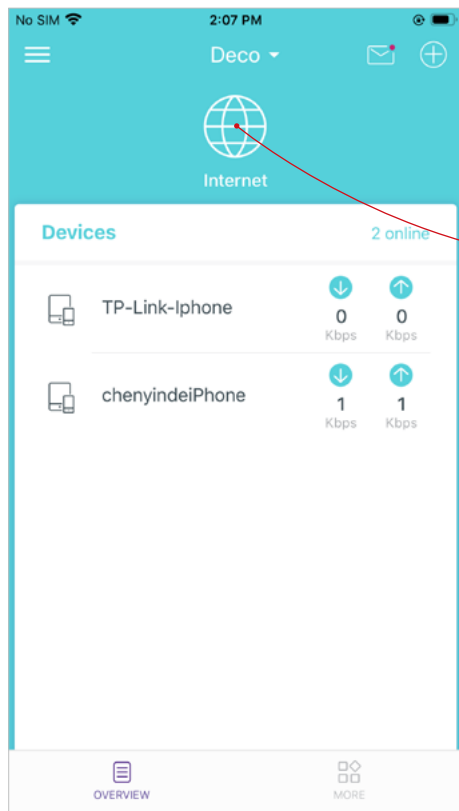 No SIM 2:07 PM
Deco
Internet
Devices 2 online
TP-Link-Iphone 0 Kbps 0 Kbps
chenyindeiPhone 1 Kbps 1 Kbps
OVERVIEW MORE